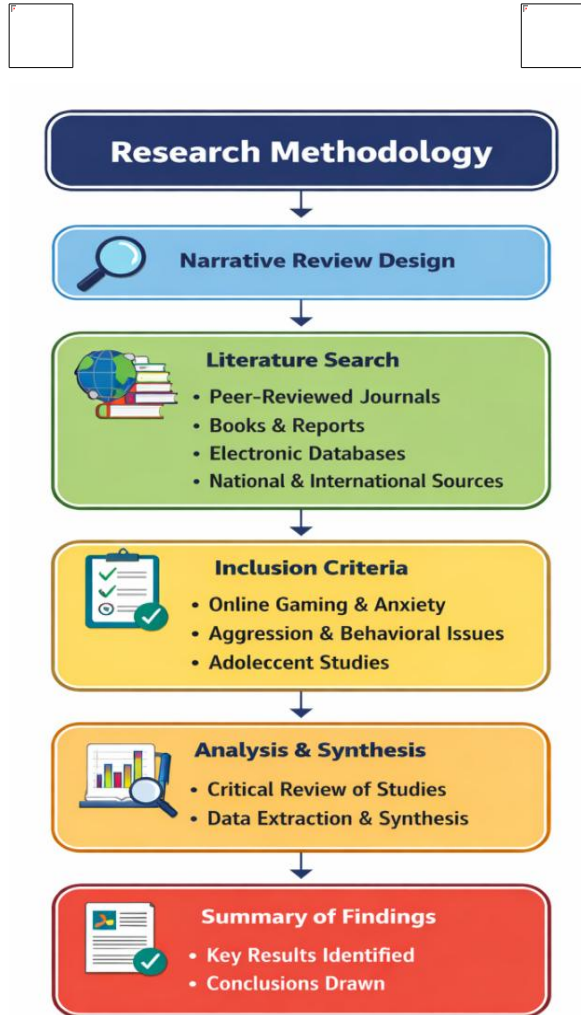 Research Methodology
Narrative Review Design
Literature Search
• Peer-Reviewed Journals
• Books & Reports
• Electronic Databases
• National & International Sources
Inclusion Criteria
• Online Gaming & Anxiety
• Aggression & Behavioral Issues
• Adoleccent Studies
Analysis & Synthesis
• Critical Review of Studies
• Data Extraction & Synthesis
Summary of Findings
• Key Results Identified
• Conclusions Drawn